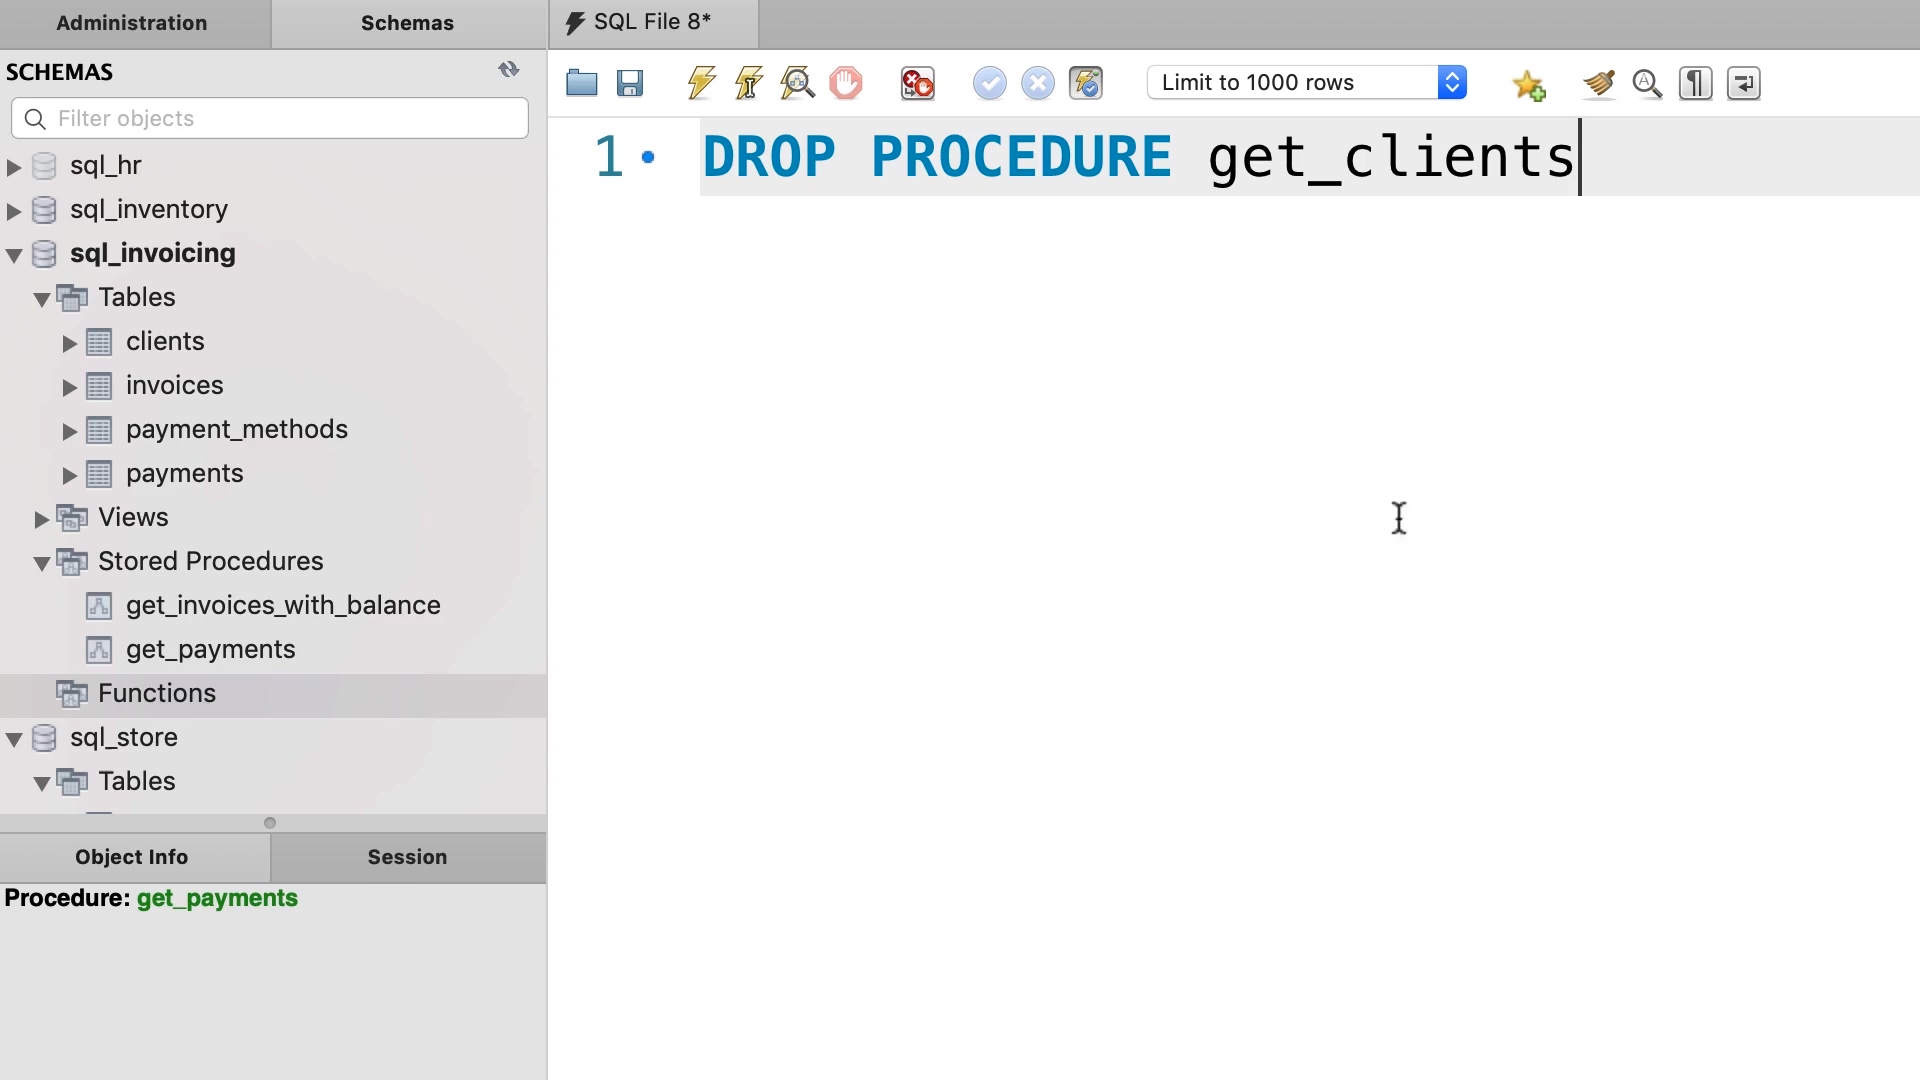 Administration
Schemas
SQL File 8*
SCHEMAS
Filter objects
Limit to 1000 rows
1
DROP PROCEDURE get_clients
sql_hr
sql_inventory
sql_invoicing
Tables
clients
invoices
payment_methods
payments
Views
Stored Procedures
get_invoices_with_balance
get_payments
Functions
sql_store
Tables
Object Info
Session
Procedure: get_payments